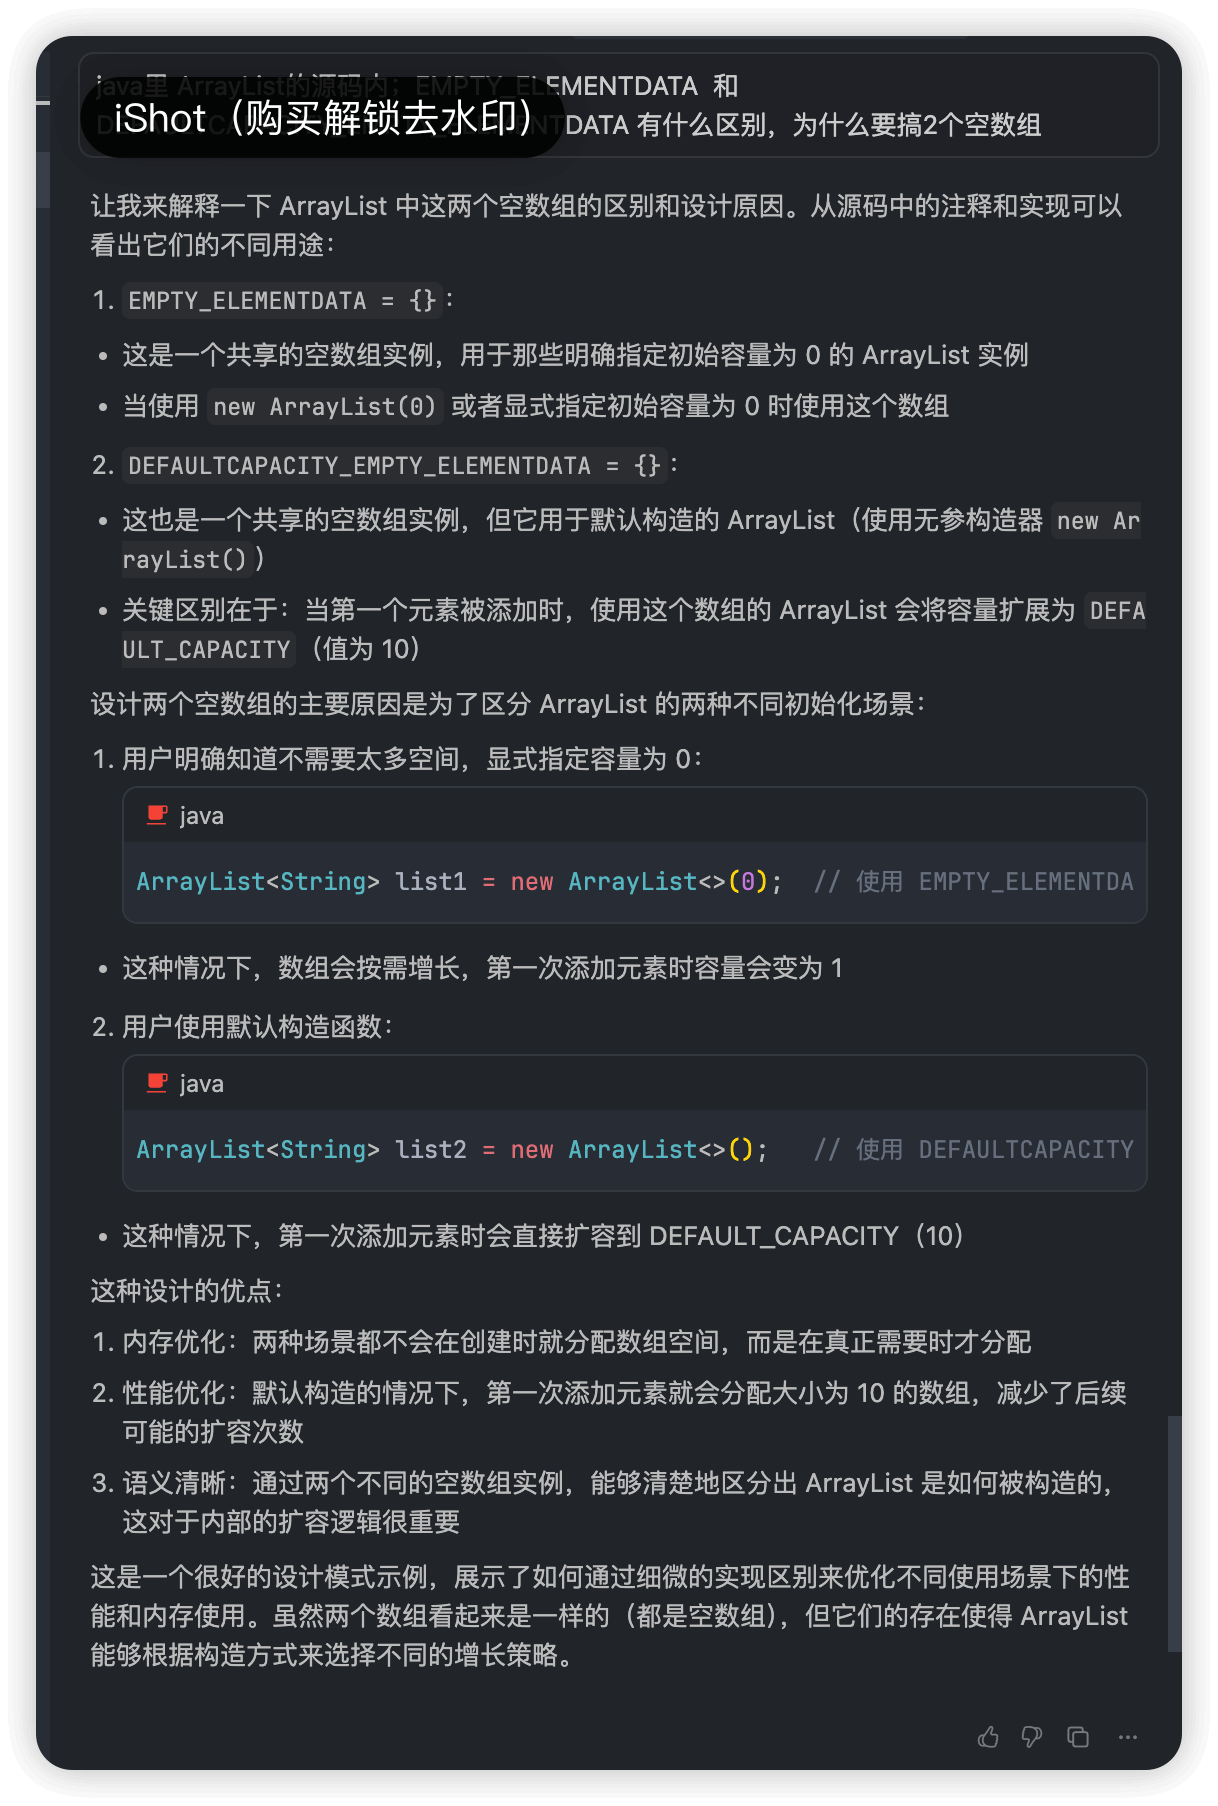 java里 ArrayList的源码内；EMPTY_ELEMENTDATA 和
iShot（购买解锁去水印）
DEFAULTCAPACITY_EMPTY_ELEMENTDATA 有什么区别，为什么要搞2个空数组
让我来解释一下 ArrayList 中这两个空数组的区别和设计原因。从源码中的注释和实现可以
看出它们的不同用途：
1. EMPTY_ELEMENTDATA = {}：
• 这是一个共享的空数组实例，用于那些明确指定初始容量为 0 的 ArrayList 实例
• 当使用 new ArrayList(0) 或者显式指定初始容量为 0 时使用这个数组
2. DEFAULTCAPACITY_EMPTY_ELEMENTDATA = {}：
• 这也是一个共享的空数组实例，但它用于默认构造的 ArrayList（使用无参构造器 new Ar
rayList()）
• 关键区别在于：当第一个元素被添加时，使用这个数组的 ArrayList 会将容量扩展为 DEFA
ULT_CAPACITY（值为 10）
设计两个空数组的主要原因是为了区分 ArrayList 的两种不同初始化场景：
1. 用户明确知道不需要太多空间，显式指定容量为 0：
java
ArrayList<String> list1 = new ArrayList<>(0);  // 使用 EMPTY_ELEMENTDA
• 这种情况下，数组会按需增长，第一次添加元素时容量会变为 1
2. 用户使用默认构造函数：
java
ArrayList<String> list2 = new ArrayList<>();   // 使用 DEFAULTCAPACITY
• 这种情况下，第一次添加元素时会直接扩容到 DEFAULT_CAPACITY（10）
这种设计的优点：
1. 内存优化：两种场景都不会在创建时就分配数组空间，而是在真正需要时才分配
2. 性能优化：默认构造的情况下，第一次添加元素就会分配大小为 10 的数组，减少了后续
可能的扩容次数
3. 语义清晰：通过两个不同的空数组实例，能够清楚地区分出 ArrayList 是如何被构造的，
这对于内部的扩容逻辑很重要
这是一个很好的设计模式示例，展示了如何通过细微的实现区别来优化不同使用场景下的性
能和内存使用。虽然两个数组看起来是一样的（都是空数组），但它们的存在使得 ArrayList
能够根据构造方式来选择不同的增长策略。